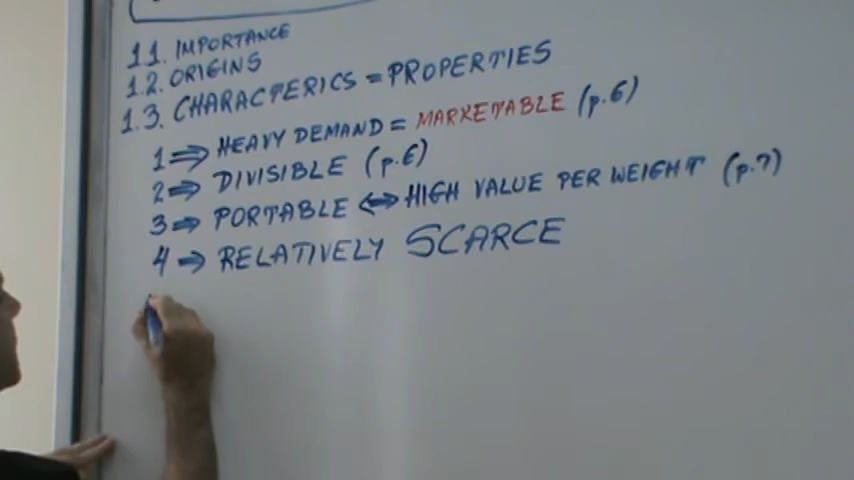 1.1. IMPORTANCE
1.2. ORIGINS
1.3. CHARACTERICS = PROPERTIES
1 ⇒ HEAVY DEMAND = MARKETABLE (p.6)
2 ⇒ DIVISIBLE (p.6)
3 ⇒ PORTABLE ⇔ HIGH VALUE PER WEIGHT (p.7)
4 ⇒ RELATIVELY SCARCE